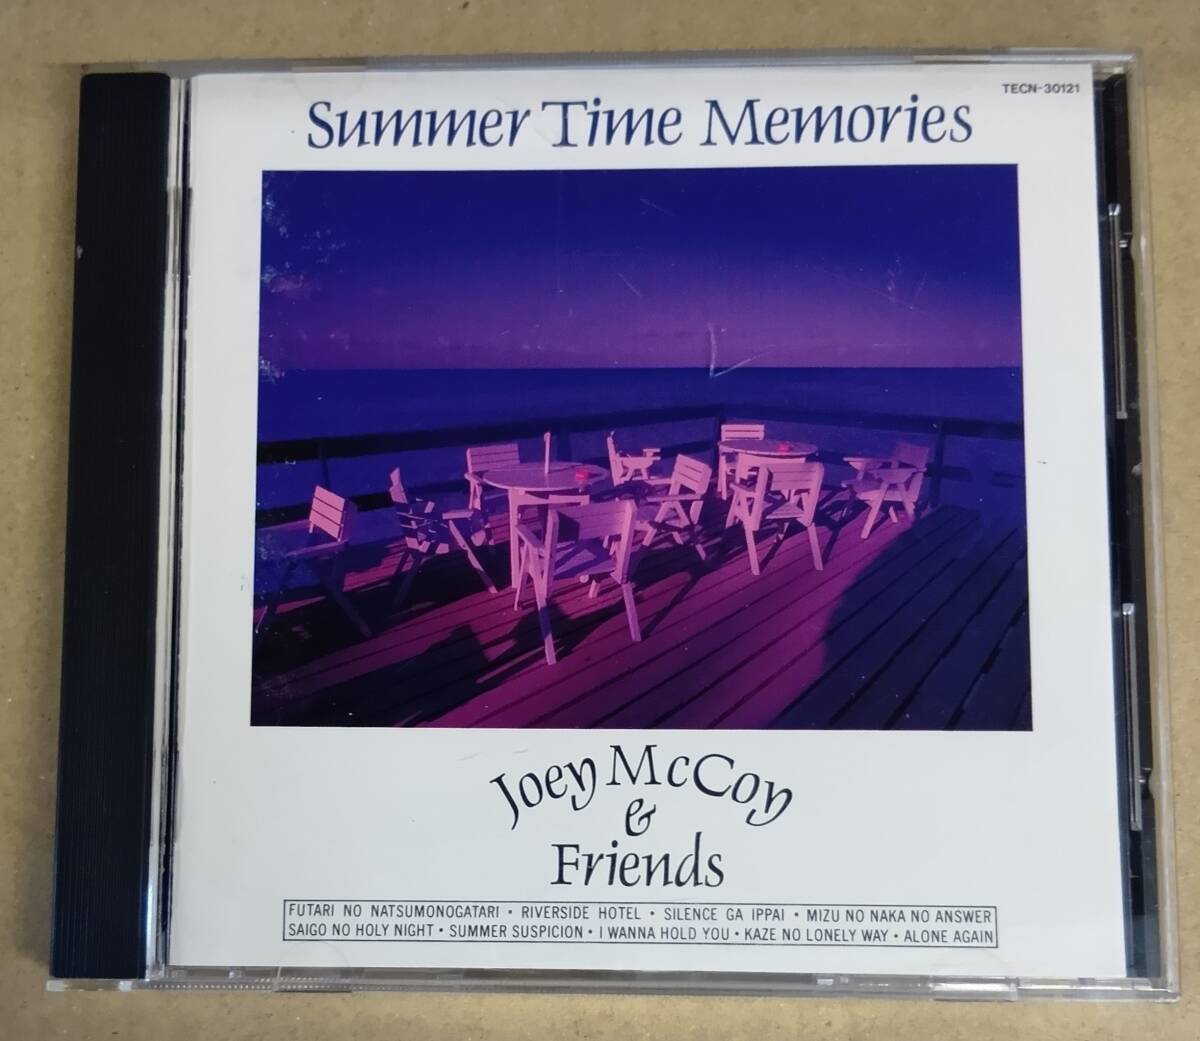 TECN-30121
Summer Time Memories
Joey McCoy
&
Friends
FUTARI NO NATSUMONOGATARI • RIVERSIDE HOTEL • SILENCE GA IPPAI • MIZU NO NAKA NO ANSWER
SAIGO NO HOLY NIGHT • SUMMER SUSPICION • I WANNA HOLD YOU • KAZE NO LONELY WAY • ALONE AGAIN